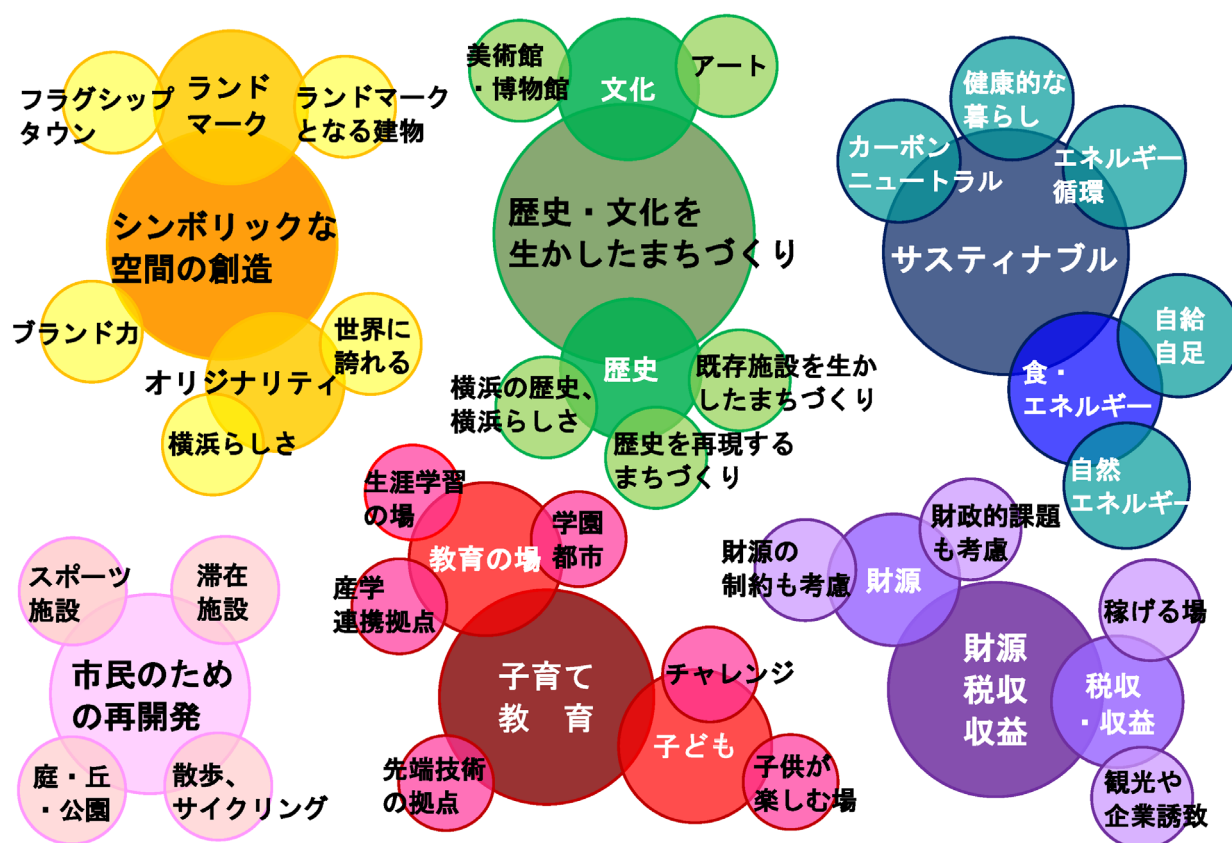 フラグシップ
タウン
ランド
マーク
ランドマーク
となる建物
シンボリックな
空間の創造
ブランド力
オリジナリティ
世界に
誇れる
横浜らしさ
美術館
・博物館
文化
アート
歴史・文化を
生かしたまちづくり
歴史
横浜の歴史、
横浜らしさ
既存施設を生か
したまちづくり
歴史を再現する
まちづくり
健康的な
暮らし
カーボン
ニュートラル
エネルギー
循環
サスティナブル
自給
自足
食・
エネルギー
自然
エネルギー
スポーツ
施設
滞在
施設
市民のため
の再開発
庭・丘
・公園
散歩、
サイクリング
生涯学習
の場
教育の場
学園
都市
産学
連携拠点
子育て
教　育
チャレンジ
子ども
先端技術
の拠点
子供が
楽しむ場
財源の
制約も考慮
財源
財政的課題
も考慮
財源
税収
収益
稼げる場
税収
・収益
観光や
企業誘致